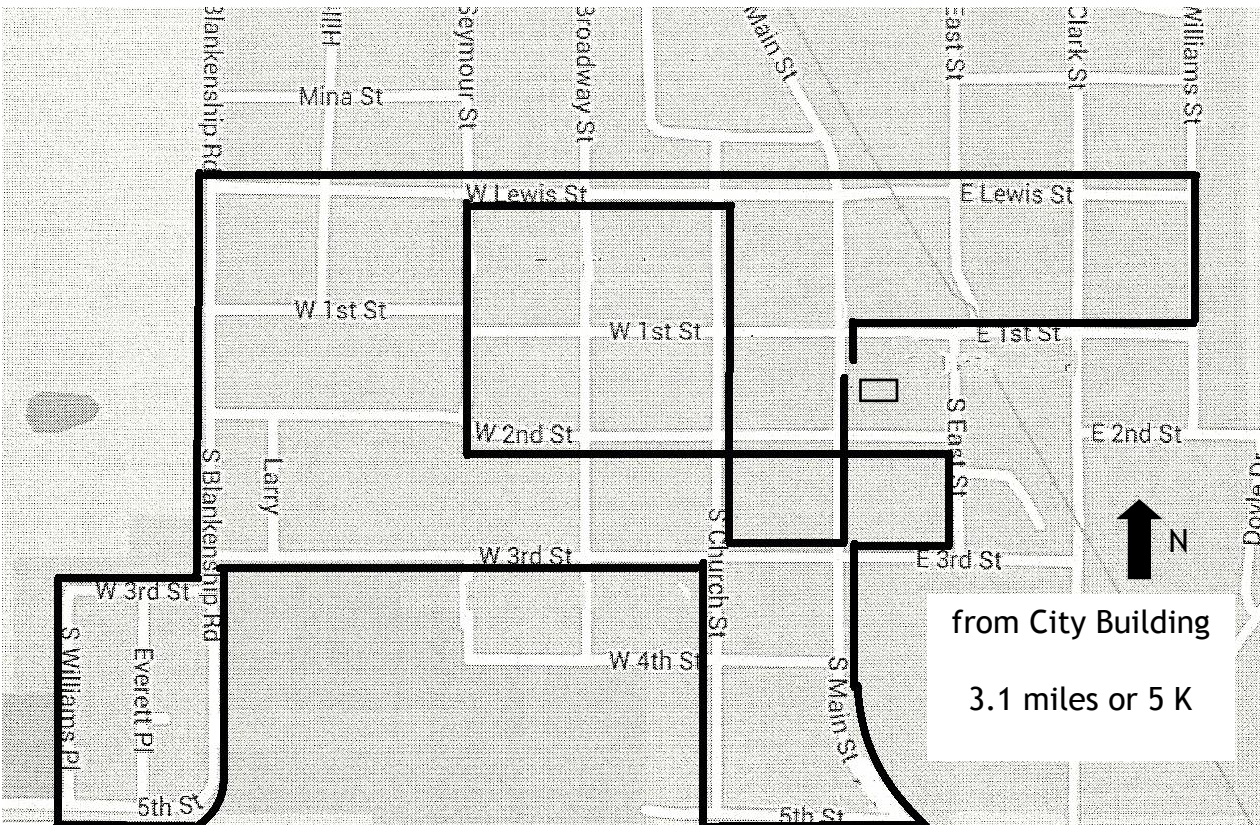 Blankenship Rd
Hill
Seymour St
Broadway St
Main St
East St
Clark St
Williams St
Mina St
W Lewis St
E Lewis St
W 1st St
W 1st St
E 1st St
W 2nd St
E 2nd St
S East St
Larry
S Blankenship Rd
S Church St
Doyle Dr
N
W 3rd St
E 3rd St
W 3rd St
from City Building
3.1 miles or 5 K
S Williams Pl
Everett Pl
W 4th St
S Main St
5th St
5th St